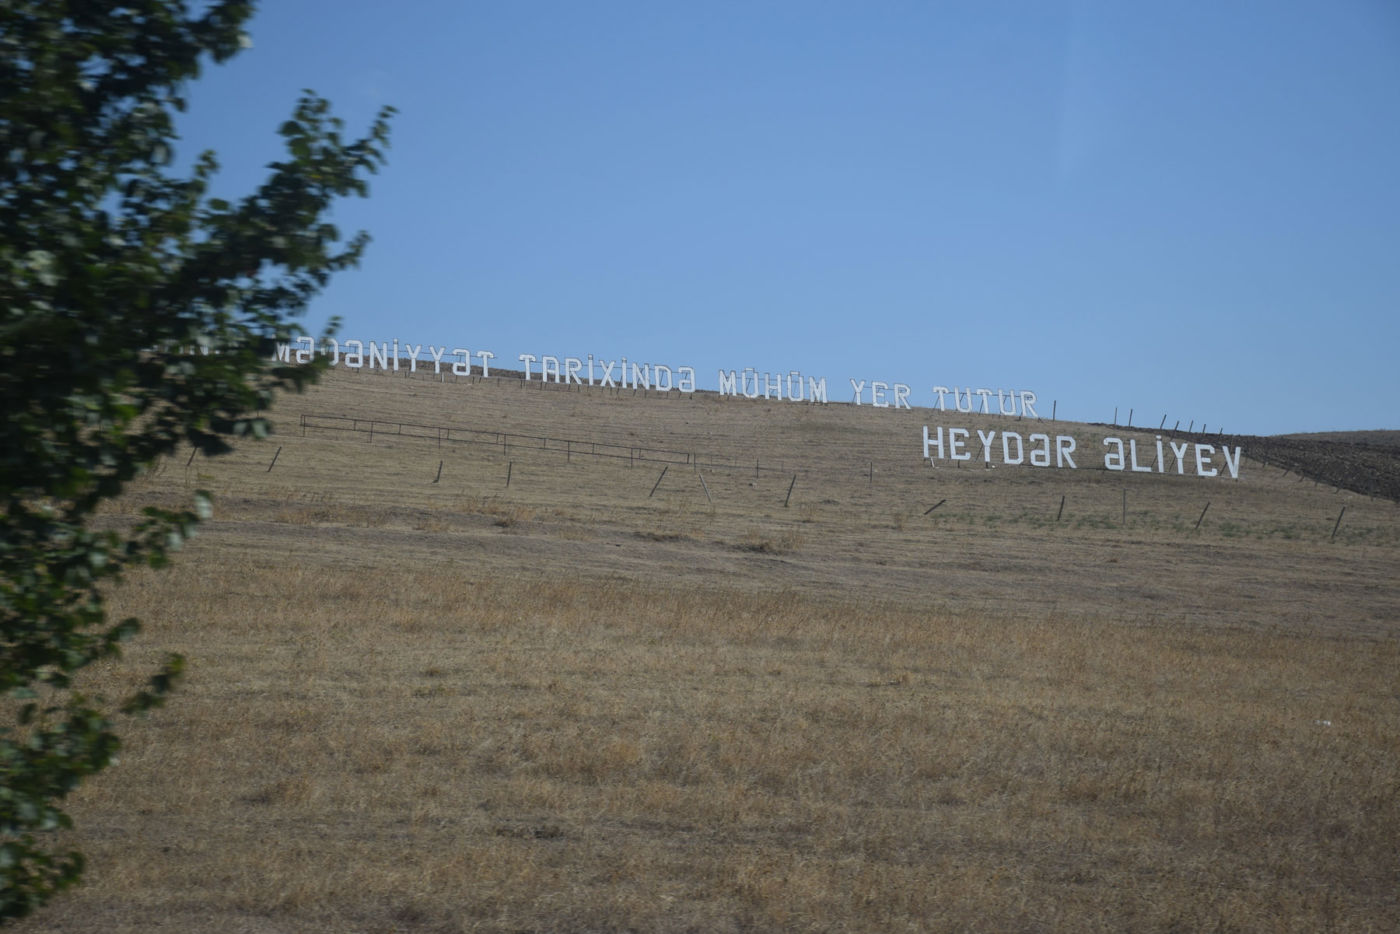 MƏDƏNİYYƏT TARİXİNDƏ MÜHÜM YER TUTUR
HEYDƏR ƏLİYEV